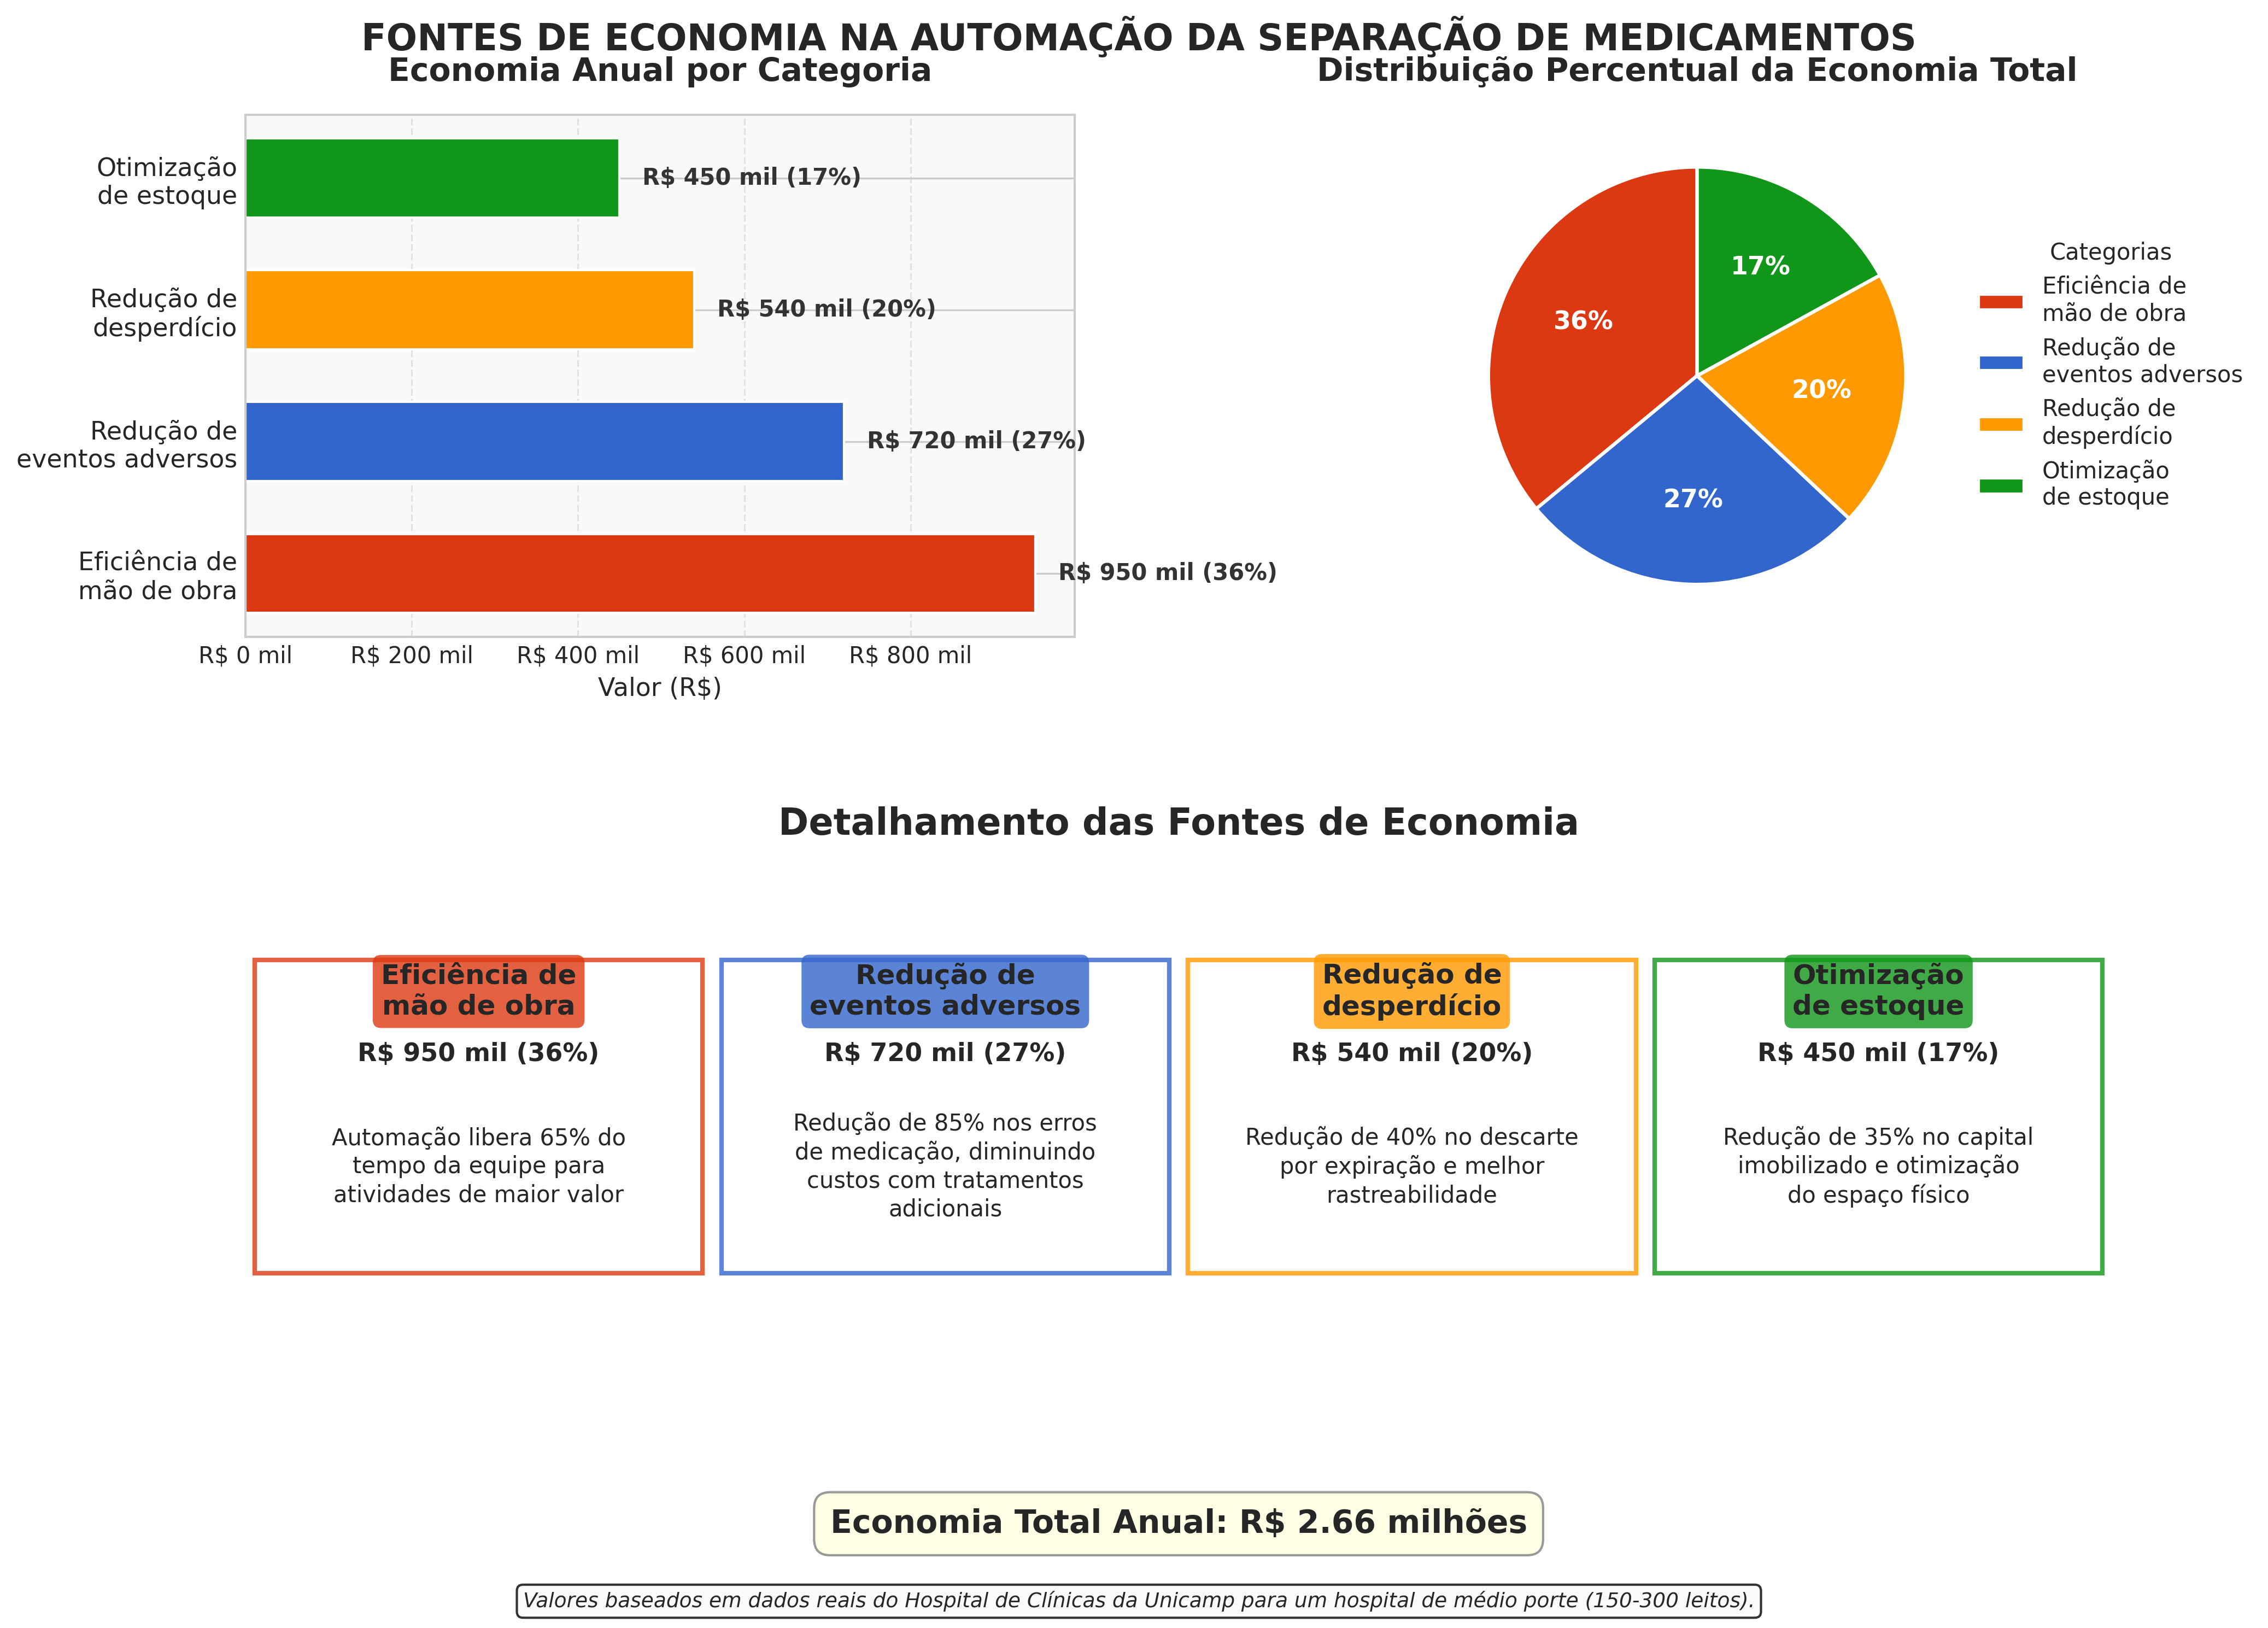 FONTES DE ECONOMIA NA AUTOMAÇÃO DA SEPARAÇÃO DE MEDICAMENTOS
Economia Anual por Categoria
Otimização
de estoque
R$ 450 mil (17%)
Redução de
desperdício
R$ 540 mil (20%)
Redução de
eventos adversos
R$ 720 mil (27%)
Eficiência de
mão de obra
R$ 950 mil (36%)
R$ 0 mil
R$ 200 mil
R$ 400 mil
R$ 600 mil
R$ 800 mil
Valor (R$)
Distribuição Percentual da Economia Total
36%
17%
20%
27%
Categorias
Eficiência de
mão de obra
Redução de
eventos adversos
Redução de
desperdício
Otimização
de estoque
Detalhamento das Fontes de Economia
Eficiência de
mão de obra
R$ 950 mil (36%)
Automação libera 65% do
tempo da equipe para
atividades de maior valor
Redução de
eventos adversos
R$ 720 mil (27%)
Redução de 85% nos erros
de medicação, diminuindo
custos com tratamentos
adicionais
Redução de
desperdício
R$ 540 mil (20%)
Redução de 40% no descarte
por expiração e melhor
rastreabilidade
Otimização
de estoque
R$ 450 mil (17%)
Redução de 35% no capital
imobilizado e otimização
do espaço físico
Economia Total Anual: R$ 2.66 milhões
Valores baseados em dados reais do Hospital de Clínicas da Unicamp para um hospital de médio porte (150-300 leitos).